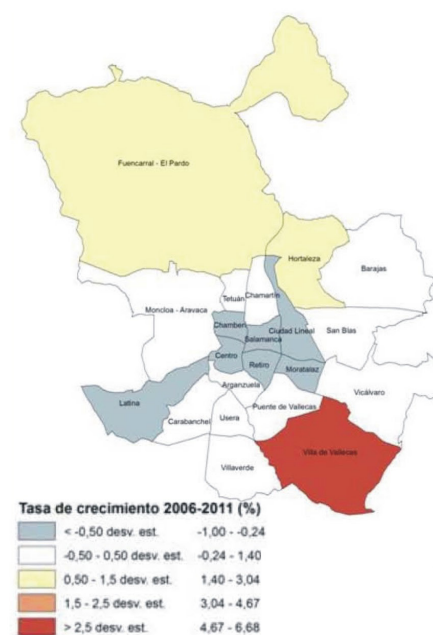 Fuencarral - El Pardo
Hortaleza
Barajas
Tetuán
Chamartín
Moncloa - Aravaca
Chamberí
Salamanca
Ciudad Lineal
San Blas
Centro
Retiro
Moratalaz
Arganzuela
Latina
Vicálvaro
Carabanchel
Usera
Puente de Vallecas
Villaverde
Villa de Vallecas
Tasa de crecimiento 2006-2011 (%)
< -0,50 desv. est. -1,00 - -0,24
-0,50 - 0,50 desv. est. -0,24 - 1,40
0,50 - 1,5 desv. est. 1,40 - 3,04
1,5 - 2,5 desv. est. 3,04 - 4,67
> 2,5 desv. est. 4,67 - 6,68